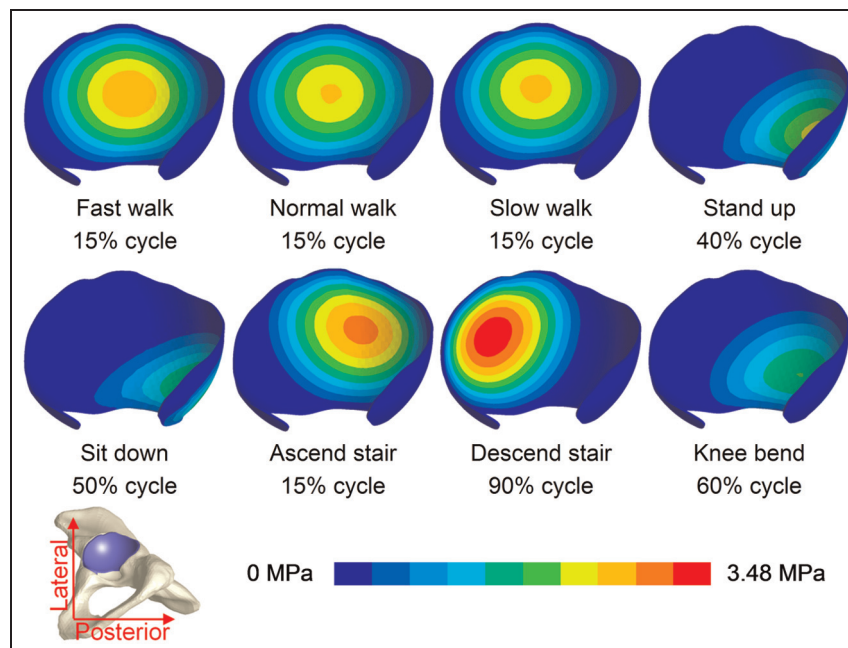 Fast walk
15% cycle
Normal walk
15% cycle
Slow walk
15% cycle
Stand up
40% cycle
Sit down
50% cycle
Ascend stair
15% cycle
Descend stair
90% cycle
Knee bend
60% cycle
Lateral
Posterior
0 MPa
3.48 MPa